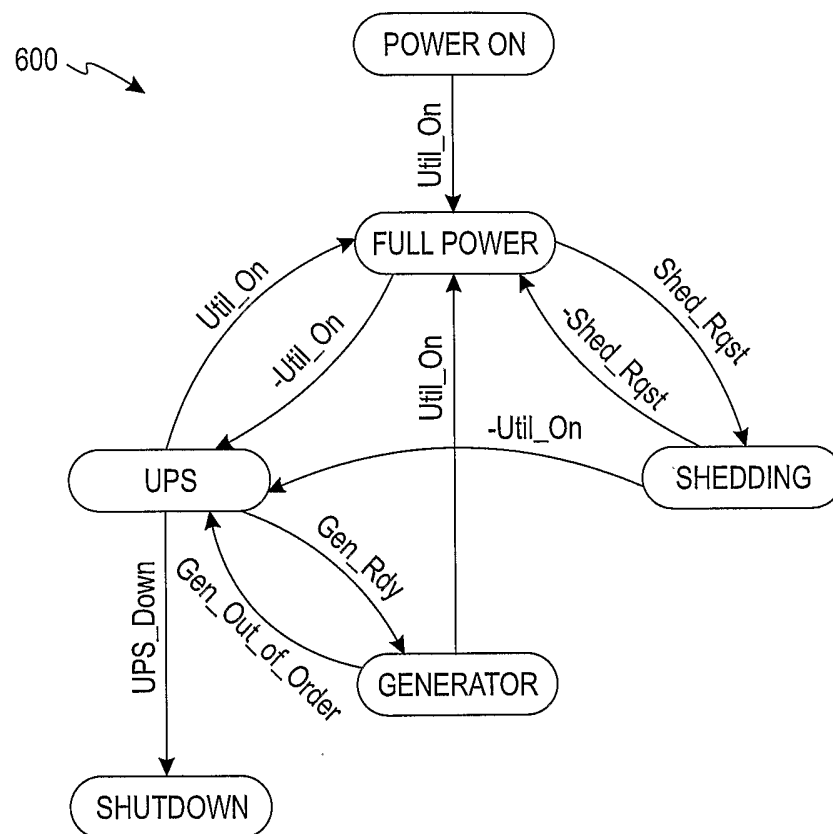 POWER ON
600
Util_On
FULL POWER
Util_On
-Util_On
Util_On
-Shed_Rqst
Shed_Rqst
-Util_On
UPS
SHEDDING
UPS_Down
Gen_Rdy
Gen_Out_of_Order
GENERATOR
SHUTDOWN